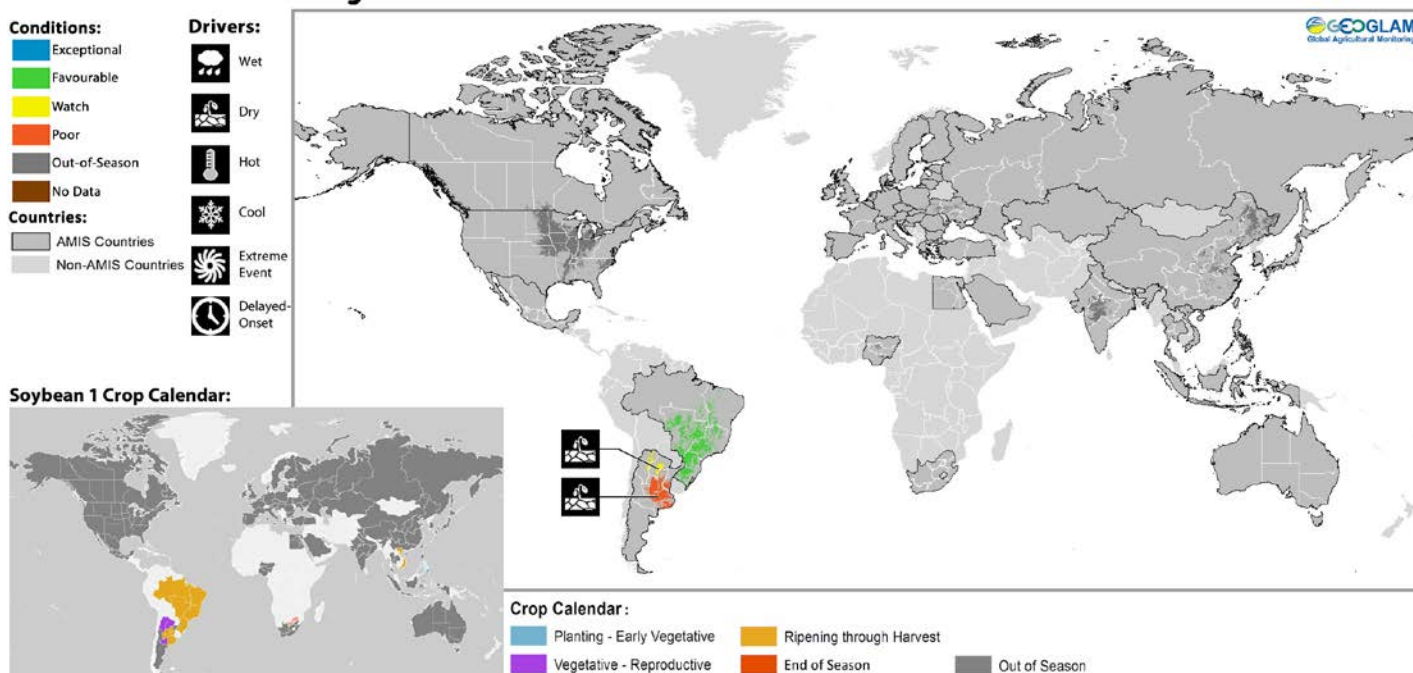 Conditions:
Exceptional
Favourable
Watch
Poor
Out-of-Season
No Data
Countries:
AMIS Countries
Non-AMIS Countries
Drivers:
Wet
Dry
Hot
Cool
Extreme
Event
Delayed-
Onset
GEOGLAM
Global Agricultural Monitoring
Soybean 1 Crop Calendar:
Crop Calendar:
Planting - Early Vegetative
Vegetative - Reproductive
Ripening through Harvest
End of Season
Out of Season